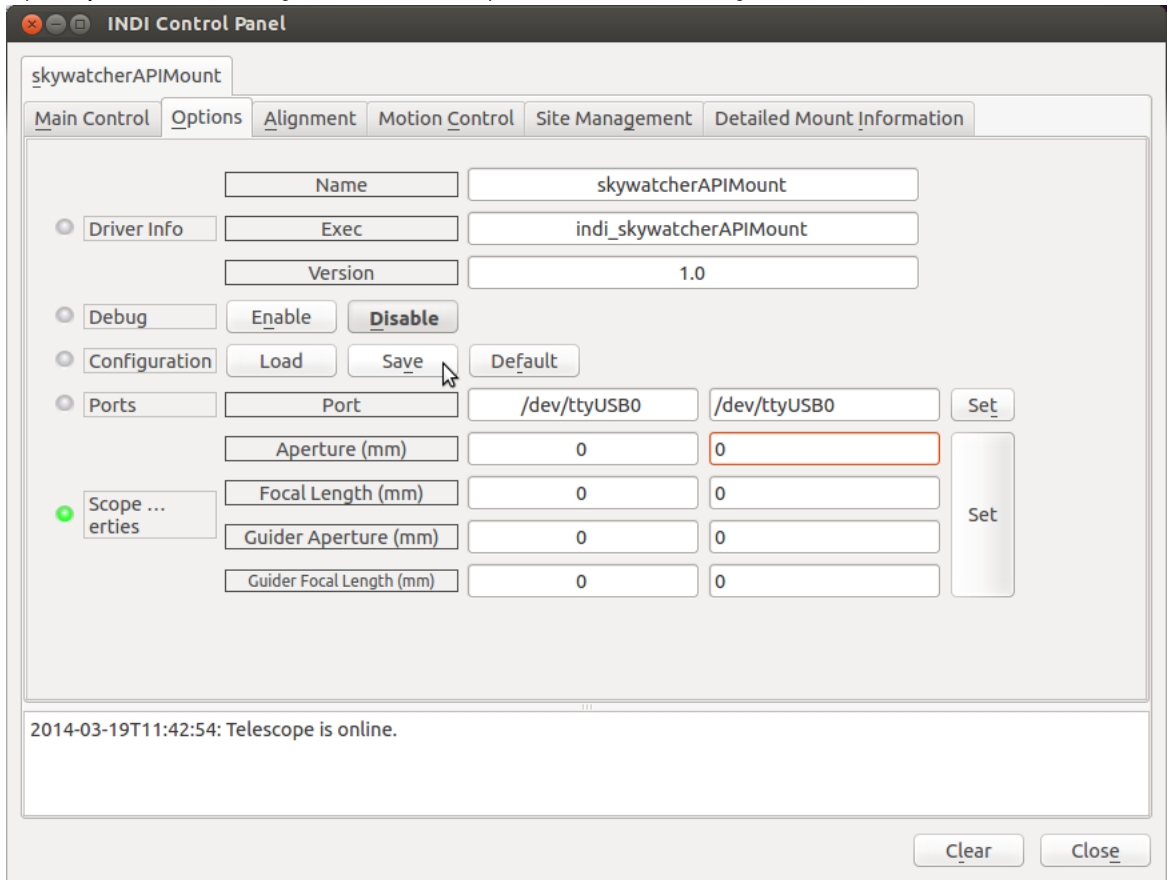 INDI Control Panel
skywatcherAPIMount
Main Control Options Alignment Motion Control Site Management Detailed Mount Information
Name skywatcherAPIMount
Driver Info Exec indi_skywatcherAPIMount
Version 1.0
Debug Enable Disable
Configuration Load Save Default
Ports Port /dev/ttyUSB0 /dev/ttyUSB0 Set
Aperture (mm) 0 0
Scope ...
erties
Focal Length (mm) 0 0
Set
Guider Aperture (mm) 0 0
Guider Focal Length (mm) 0 0
2014-03-19T11:42:54: Telescope is online.
Clear Close